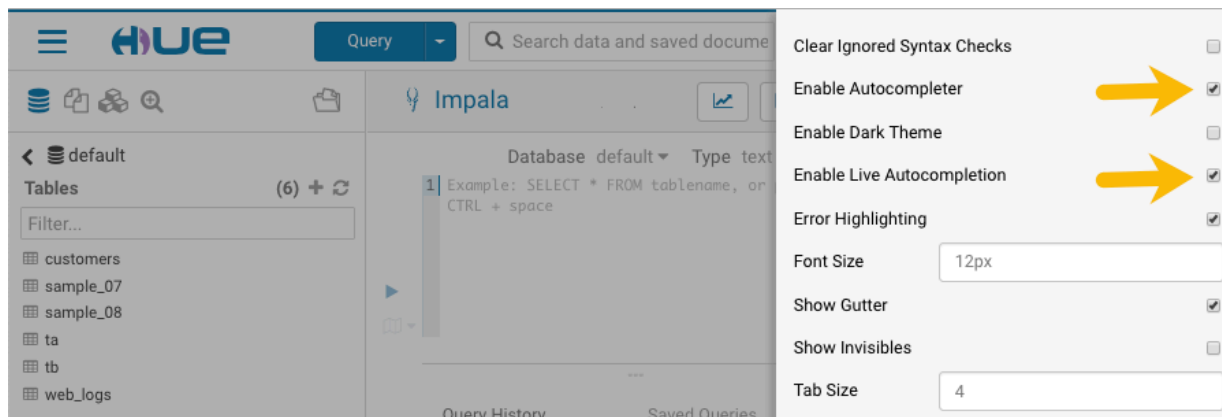 HUE
Query
Search data and saved docume
Impala
default
Database default Type text
Tables (6)
1 Example: SELECT * FROM tablename, or
CTRL + space
Filter...
customers
sample_07
sample_08
ta
tb
web_logs
Query History Saved Queries
Clear Ignored Syntax Checks
Enable Autocompleter
Enable Dark Theme
Enable Live Autocompletion
Error Highlighting
Font Size 12px
Show Gutter
Show Invisibles
Tab Size 4